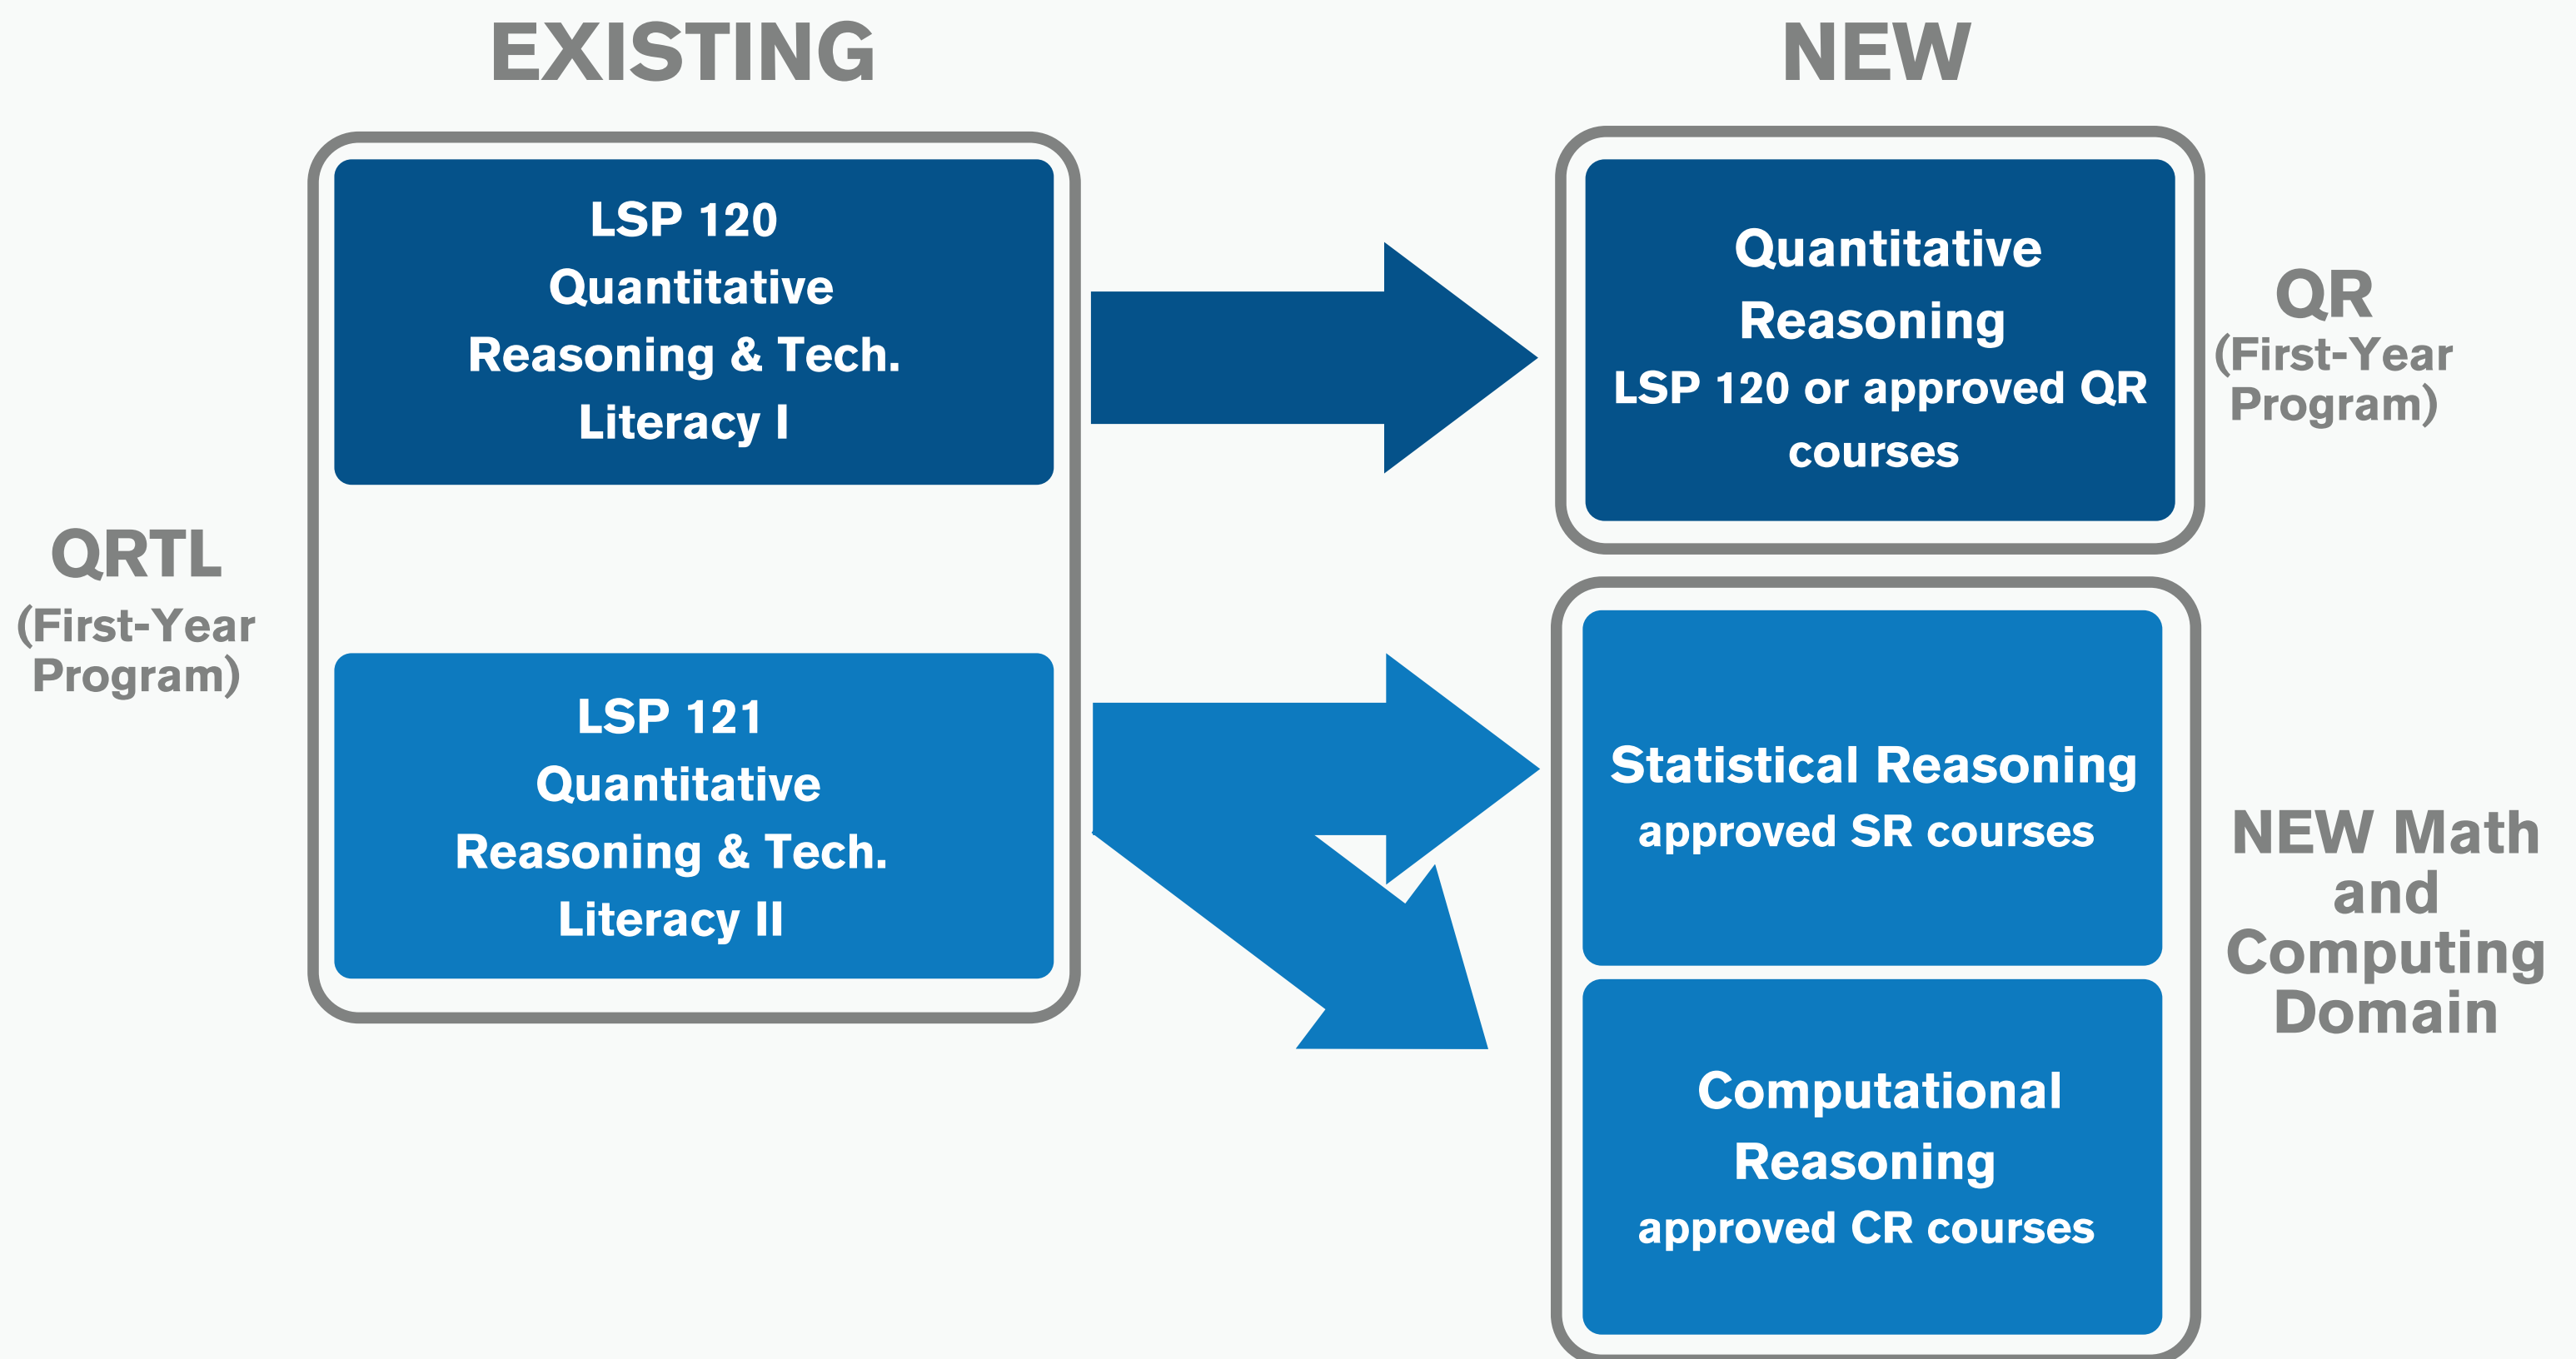 EXISTING
NEW
QRTL
(First-Year
Program)
LSP 120
Quantitative
Reasoning & Tech.
Literacy I
LSP 121
Quantitative
Reasoning & Tech.
Literacy II
Quantitative
Reasoning
LSP 120 or approved QR
courses
QR
(First-Year
Program)
Statistical Reasoning
approved SR courses
Computational
Reasoning
approved CR courses
NEW Math
and
Computing
Domain